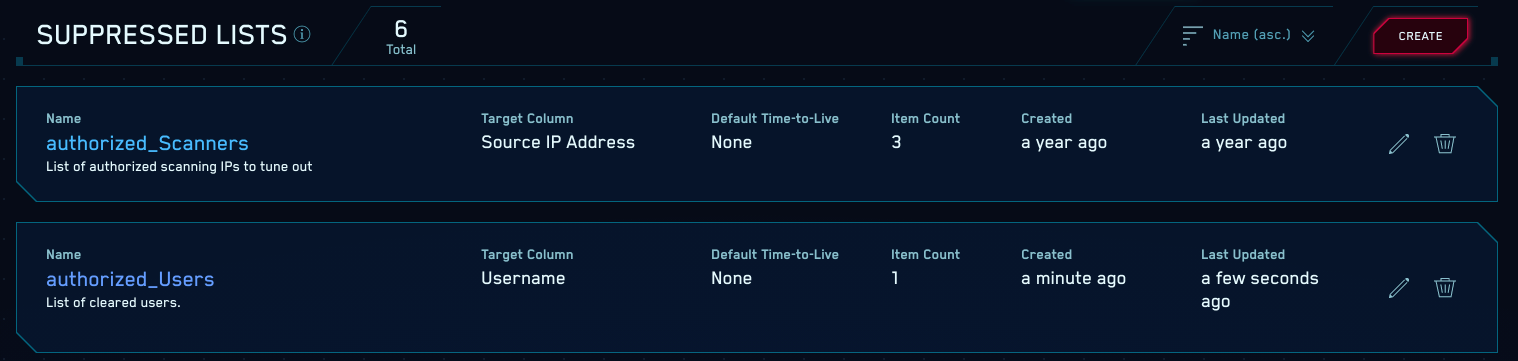 SUPPRESSED LISTS
6
Total
Name (asc.)
CREATE
Name Target Column Default Time-to-Live Item Count Created Last Updated
authorized_Scanners Source IP Address None 3 a year ago a year ago
List of authorized scanning IPs to tune out
Name Target Column Default Time-to-Live Item Count Created Last Updated
authorized_Users Username None 1 a minute ago a few seconds
ago
List of cleared users.